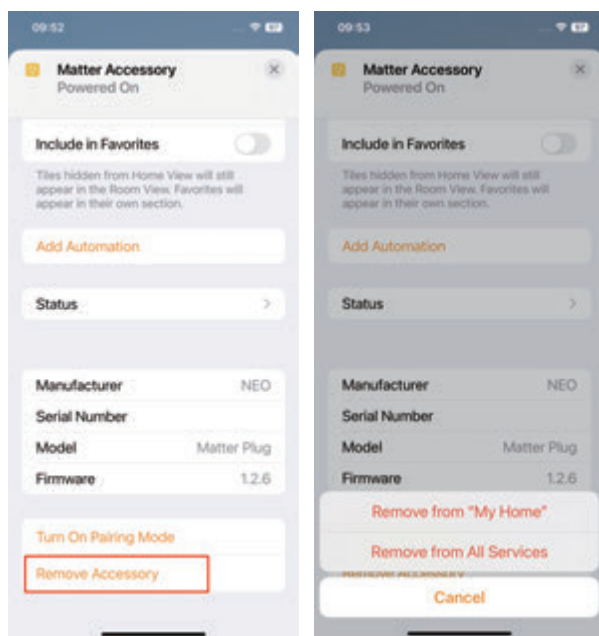 09:52
Matter Accessory
Powered On
Include in Favorites
Tiles hidden from Home View will still
appear in the Room View. Favorites will
appear in their own section.
Add Automation
Status
Manufacturer NEO
Serial Number
Model Matter Plug
Firmware 1.2.6
Turn On Pairing Mode
Remove Accessory
09:53
Matter Accessory
Powered On
Include in Favorites
Tiles hidden from Home View will still
appear in the Room View. Favorites will
appear in their own section.
Add Automation
Status
Manufacturer NEO
Serial Number
Model Matter Plug
Firmware 1.2.6
Remove from "My Home"
Remove from All Services
Remove Accessory
Cancel